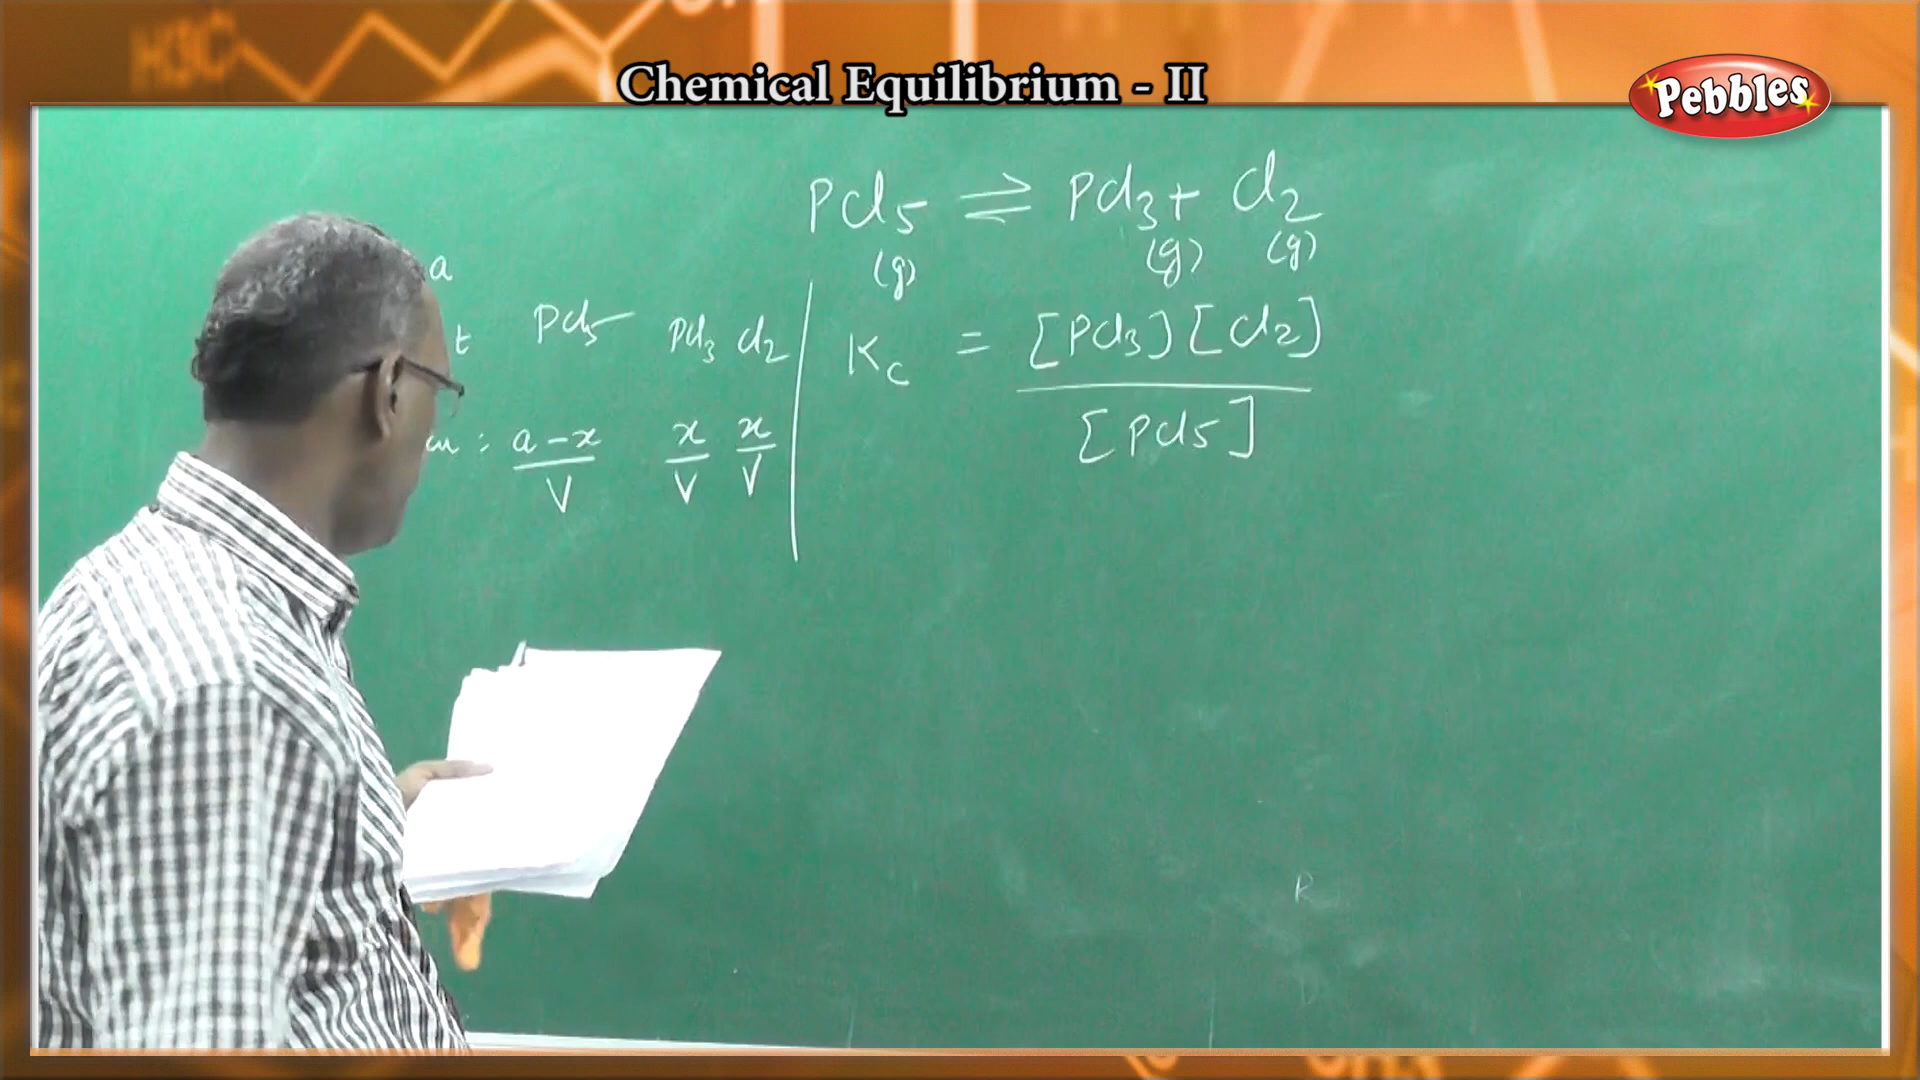 Chemical Equilibrium - II
Pebbles
PCl5 ⇌ PCl3 + Cl2
(g) (g) (g)
a
t PCl5 PCl3 Cl2
: a-x/V x/V x/V
Kc = [PCl3][Cl2]/[PCl5]
R